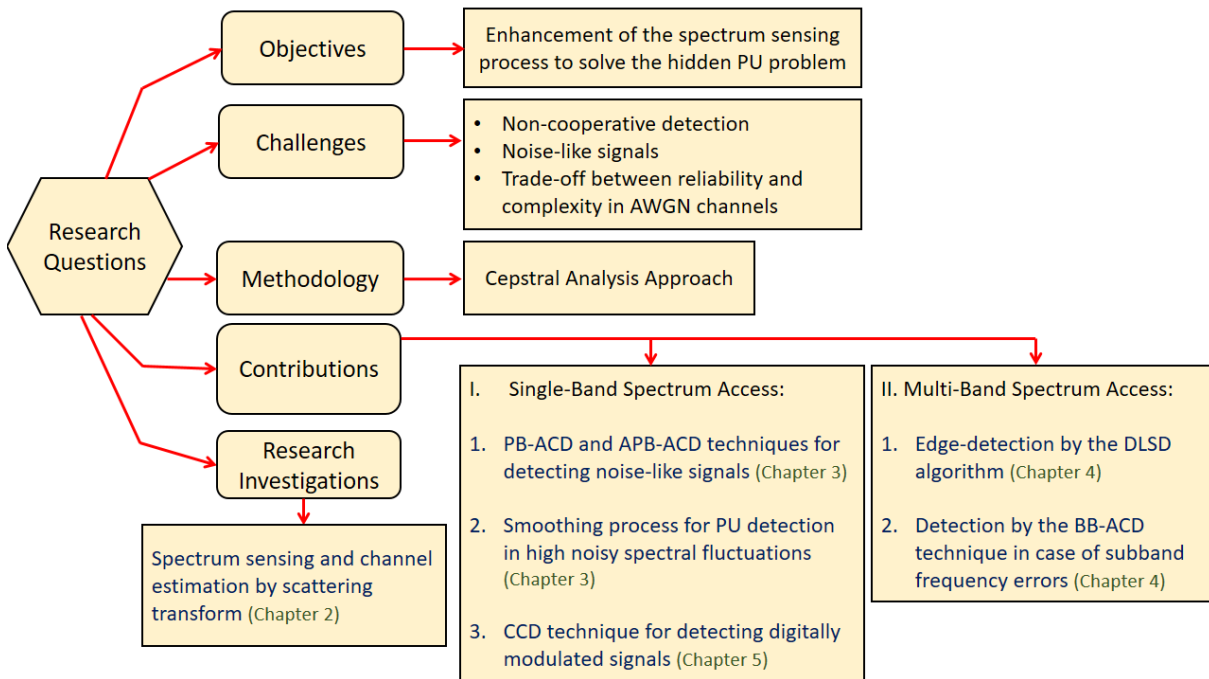 Research
Questions
Objectives
Enhancement of the spectrum sensing
process to solve the hidden PU problem
Challenges
• Non-cooperative detection
• Noise-like signals
• Trade-off between reliability and
complexity in AWGN channels
Methodology
Cepstral Analysis Approach
Contributions
I. Single-Band Spectrum Access:
1. PB-ACD and APB-ACD techniques for
detecting noise-like signals (Chapter 3)
2. Smoothing process for PU detection
in high noisy spectral fluctuations
(Chapter 3)
3. CCD technique for detecting digitally
modulated signals (Chapter 5)
II. Multi-Band Spectrum Access:
1. Edge-detection by the DLSD
algorithm (Chapter 4)
2. Detection by the BB-ACD
technique in case of subband
frequency errors (Chapter 4)
Research
Investigations
Spectrum sensing and channel
estimation by scattering
transform (Chapter 2)